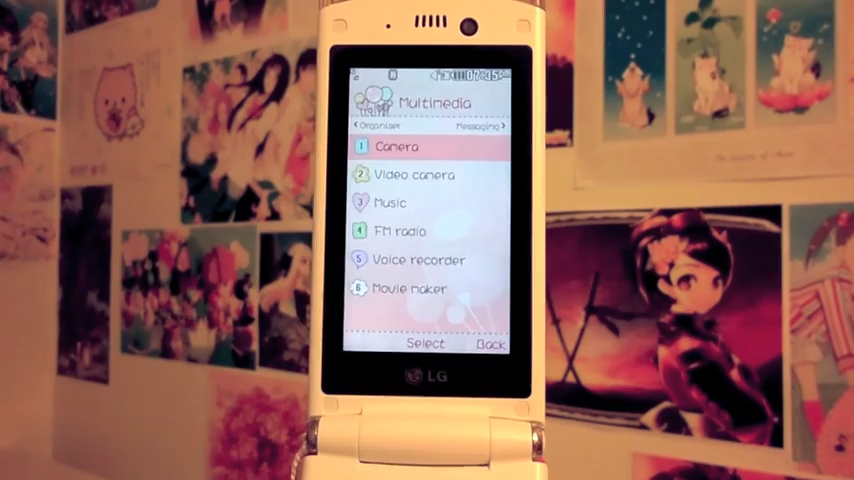 07:35
Multimedia
Organiser Messaging
1 Camera
2 Video camera
3 Music
4 FM radio
5 Voice recorder
6 Movie maker
Select Back
LG